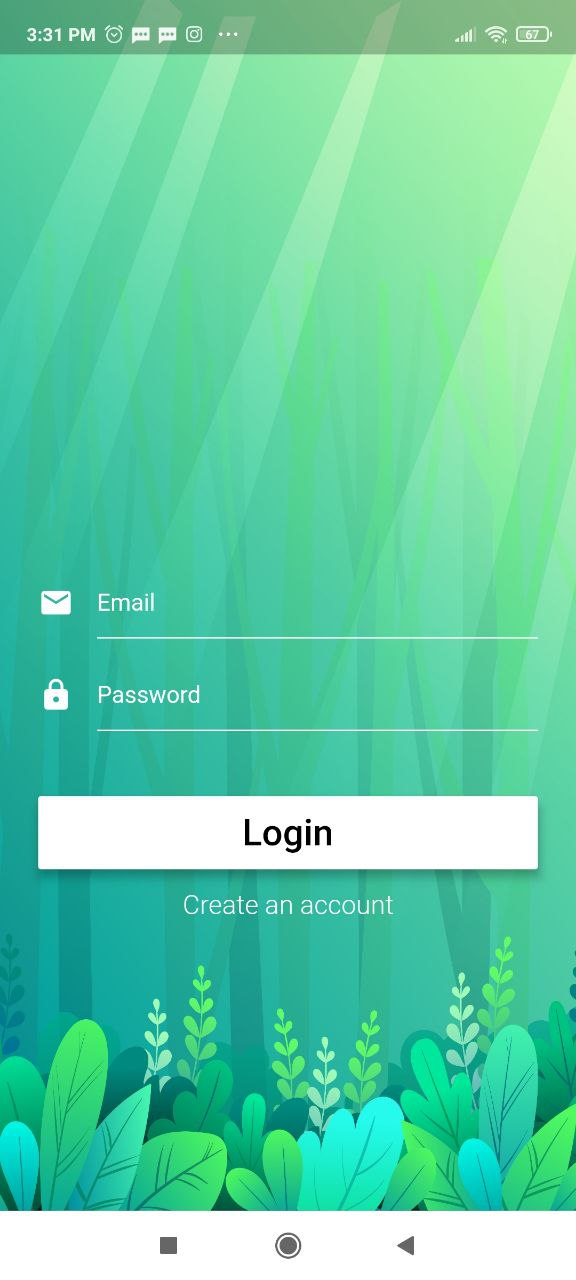 3:31 PM
67
Email
Password
Login
Create an account